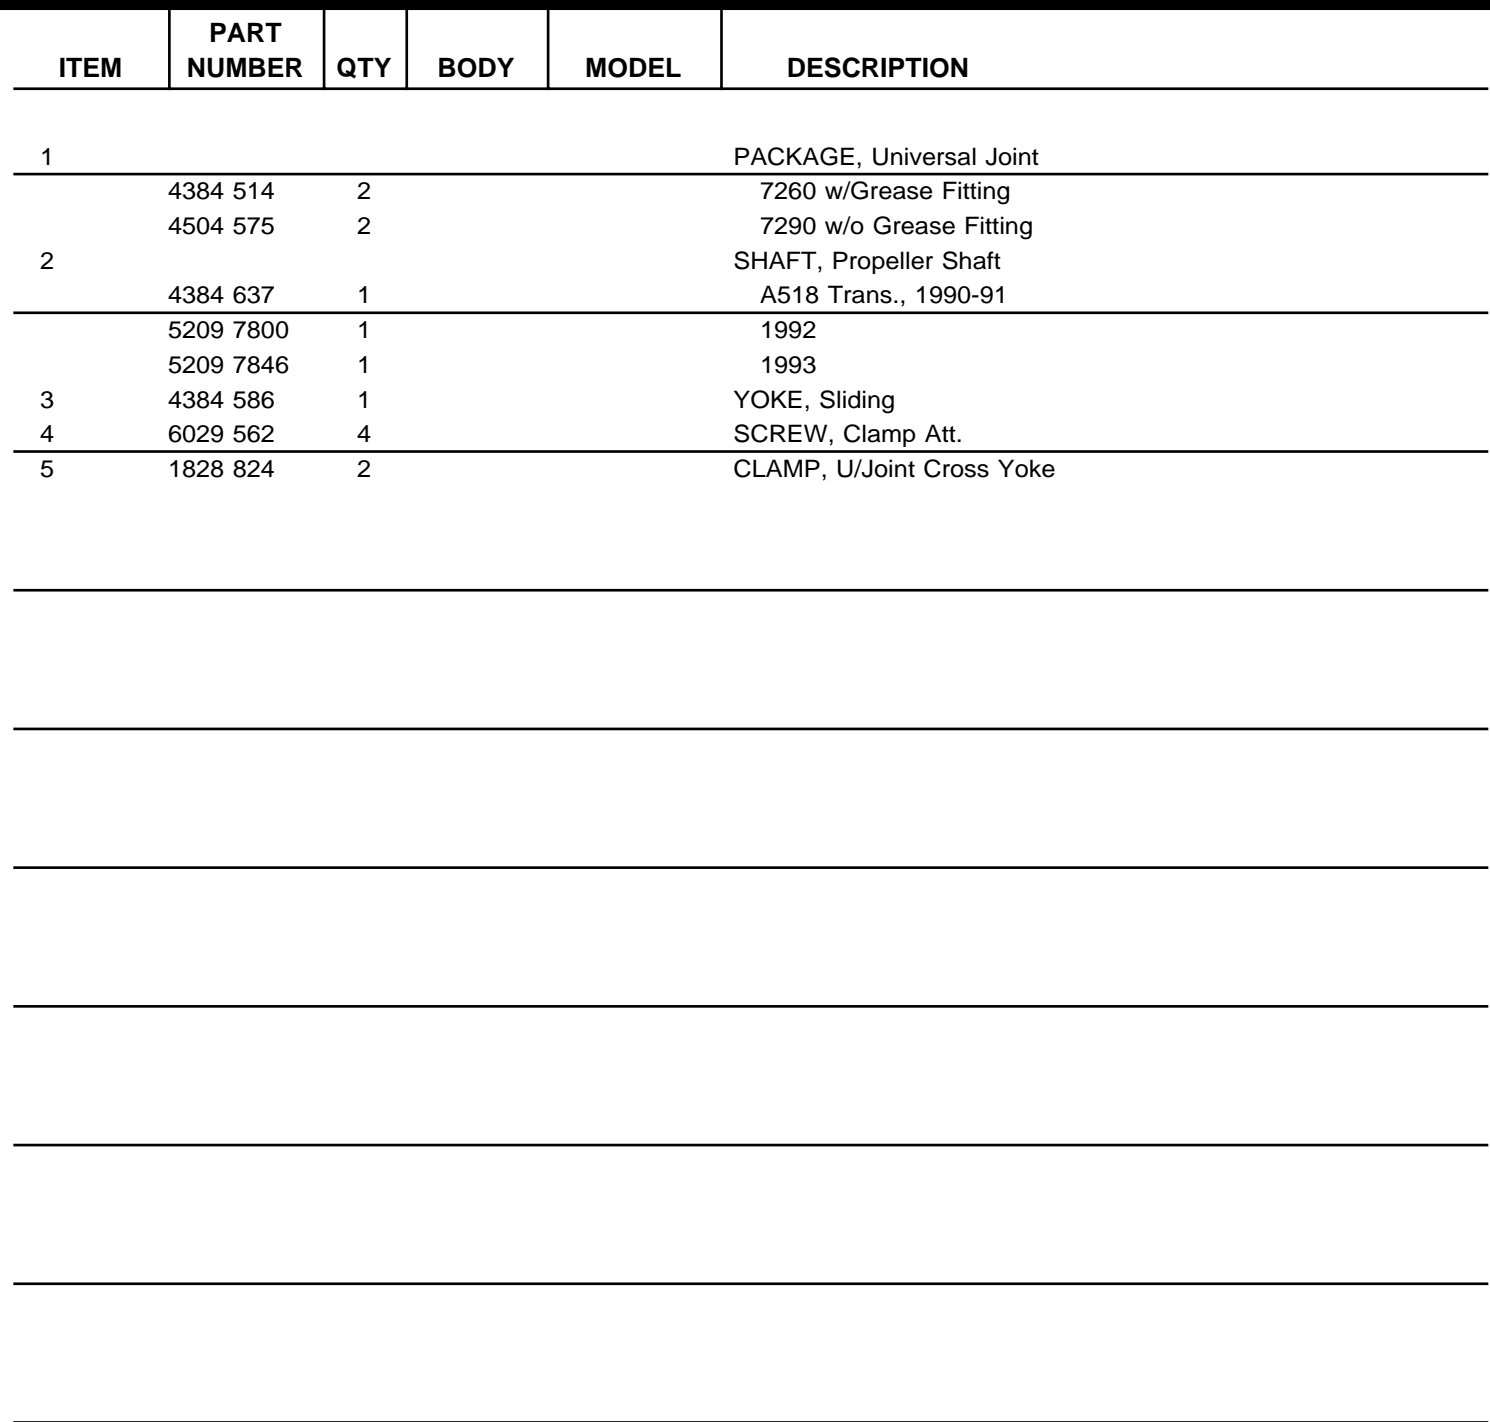 PART
ITEM NUMBER QTY BODY MODEL DESCRIPTION
1 PACKAGE, Universal Joint
4384 514 2 7260 w/Grease Fitting
4504 575 2 7290 w/o Grease Fitting
2 SHAFT, Propeller Shaft
4384 637 1 A518 Trans., 1990-91
5209 7800 1 1992
5209 7846 1 1993
3 4384 586 1 YOKE, Sliding
4 6029 562 4 SCREW, Clamp Att.
5 1828 824 2 CLAMP, U/Joint Cross Yoke